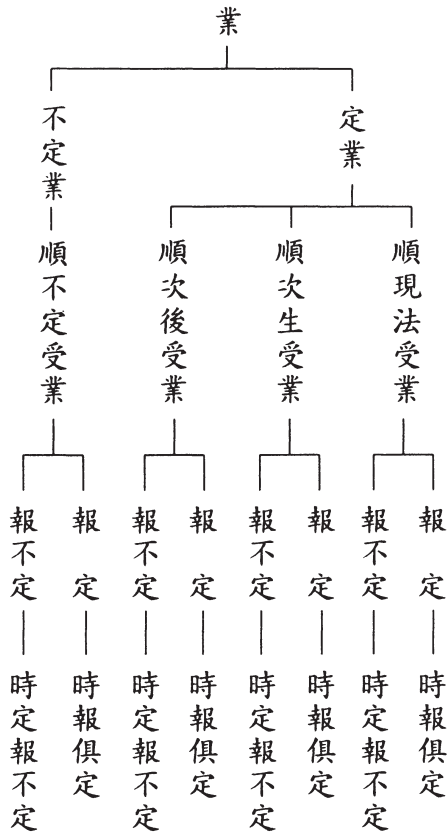 業
定業
不定業
順現法受業
順次生受業
順次後受業
順不定受業
報定
報不定
報定
報不定
報定
報不定
報定
報不定
時報俱定
時定報不定
時報俱定
時定報不定
時報俱定
時定報不定
時報俱定
時定報不定